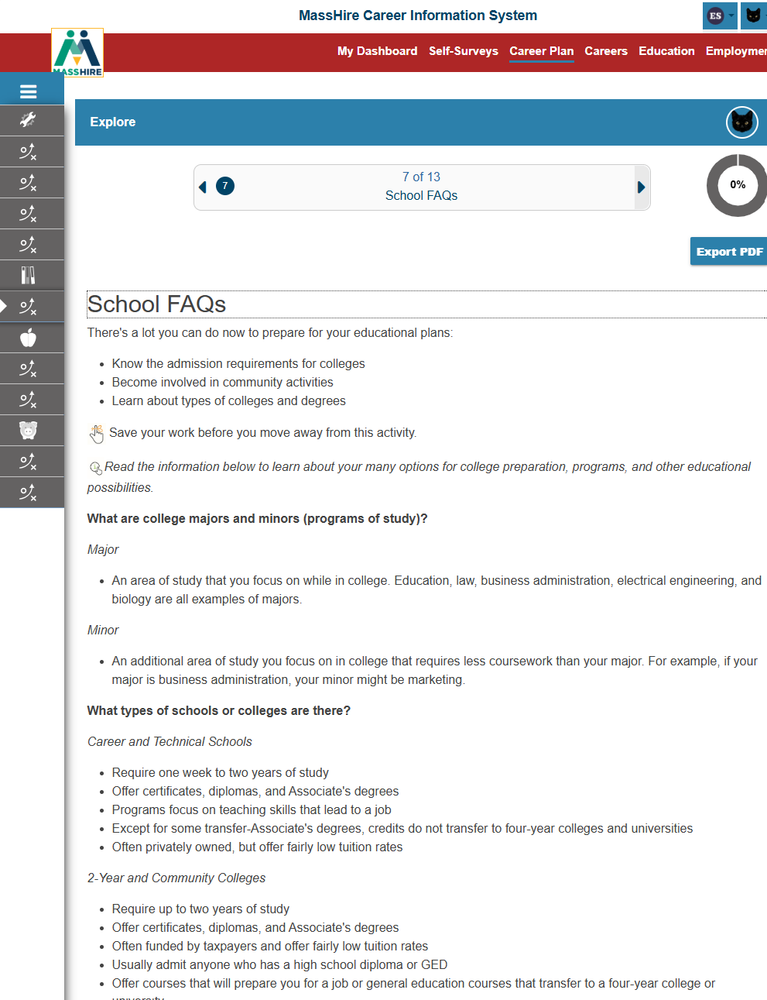 MassHire Career Information System
ES
MASSHIRE
My Dashboard Self-Surveys Career Plan Careers Education Employmen
Explore
7
7 of 13
School FAQs
0%
Export PDF
School FAQs
There's a lot you can do now to prepare for your educational plans:
• Know the admission requirements for colleges
• Become involved in community activities
• Learn about types of colleges and degrees
Save your work before you move away from this activity.
Read the information below to learn about your many options for college preparation, programs, and other educational
possibilities.
What are college majors and minors (programs of study)?
Major
• An area of study that you focus on while in college. Education, law, business administration, electrical engineering, and
biology are all examples of majors.
Minor
• An additional area of study you focus on in college that requires less coursework than your major. For example, if your
major is business administration, your minor might be marketing.
What types of schools or colleges are there?
Career and Technical Schools
• Require one week to two years of study
• Offer certificates, diplomas, and Associate's degrees
• Programs focus on teaching skills that lead to a job
• Except for some transfer-Associate's degrees, credits do not transfer to four-year colleges and universities
• Often privately owned, but offer fairly low tuition rates
2-Year and Community Colleges
• Require up to two years of study
• Offer certificates, diplomas, and Associate's degrees
• Often funded by taxpayers and offer fairly low tuition rates
• Usually admit anyone who has a high school diploma or GED
• Offer courses that will prepare you for a job or general education courses that transfer to a four-year college or
university.